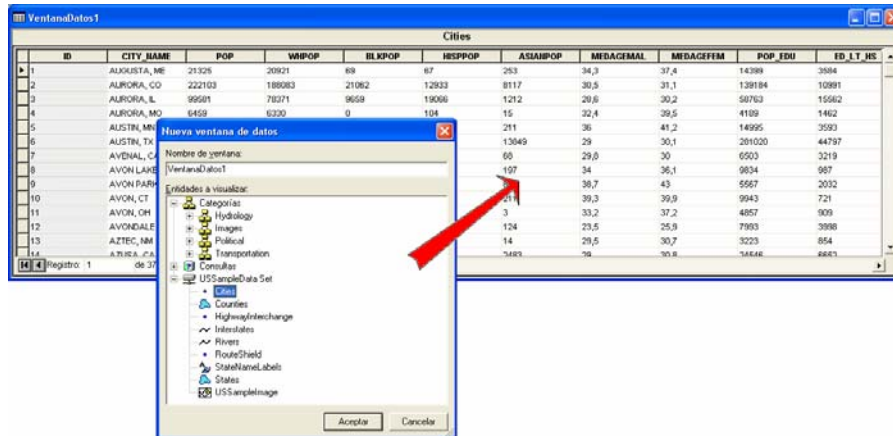 VentanaDatos1
Cities
ID CITY_NAME POP WHPOP BLKPOP HISPPOP ASIANPOP MEDAGEMAL MEDAGEFEM POP_EDU ED_LT_HS
1 AUGUSTA, ME 21325 20921 69 67 253 34,3 37,4 14399 3584
2 AURORA, CO 222103 188083 21062 12933 8117 30,5 31,1 139184 10991
3 AURORA, IL 99581 78371 9659 19066 1212 28,6 30,2 58763 15562
4 AURORA, MO 6459 6330 0 104 15 32,4 39,5 4189 1462
5 AUSTIN, MN 211 36 41,2 14995 3593
6 AUSTIN, TX 13849 29 30,1 281020 44797
7 AVENAL, CA 68 29,8 30 6503 3219
8 AVON LAKE 197 34 36,1 9834 987
9 AVON PARK 38,7 43 5567 2032
10 AVON, CT 39,3 39,9 9943 721
11 AVON, OH 3 33,2 37,2 4857 909
12 AVONDALE 124 23,5 25,9 7993 3998
13 AZTEC, NM 14 29,5 30,7 3223 854
Registro: 1 de 37
Nueva ventana de datos
Nombre de ventana:
VentanaDatos1
Entidades a visualizar:
Categorías
Hydrology
Images
Political
Transportation
Consultas
USSampleData Set
Cities
Counties
HighwayInterchange
Interstates
Rivers
RouteShield
StateNameLabels
States
USSampleImage
Aceptar Cancelar